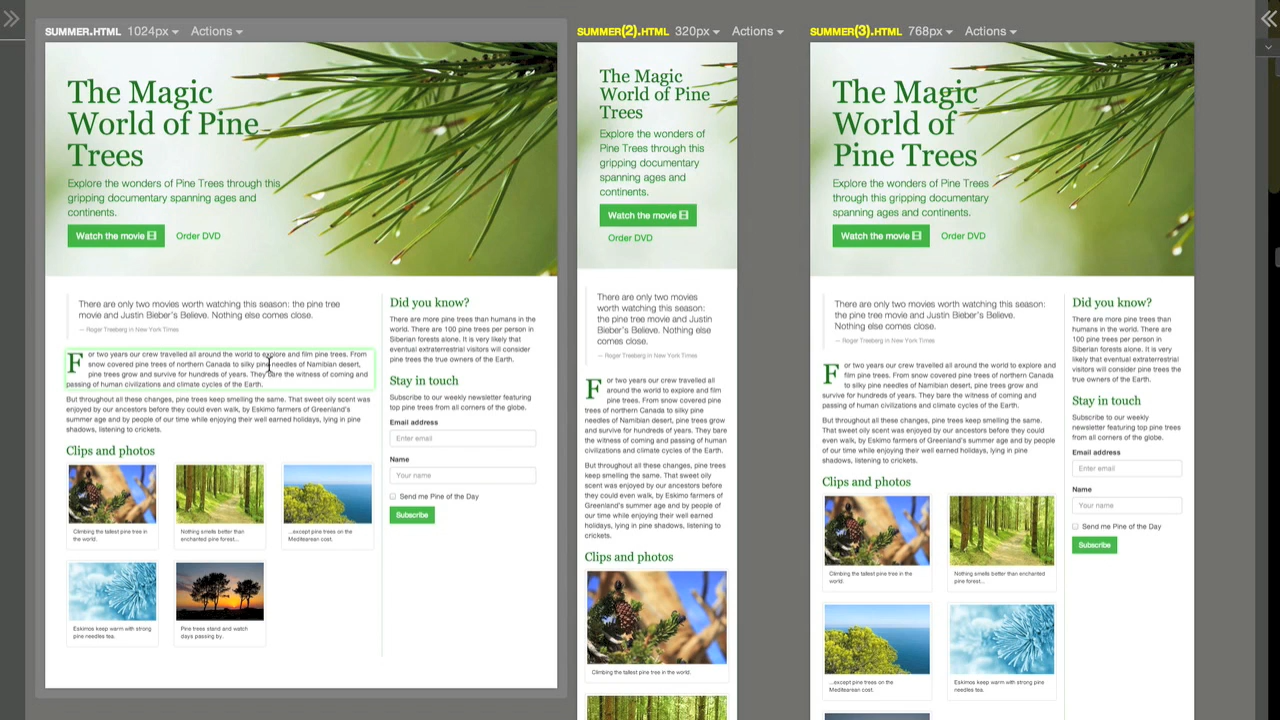 SUMMER.HTML 1024px Actions
The Magic
World of Pine
Trees
Explore the wonders of Pine Trees through this
gripping documentary spanning ages and
continents.
Watch the movie Order DVD
There are only two movies worth watching this season: the pine tree
movie and Justin Bieber's Believe. Nothing else comes close.
— Roger Treeberg in New York Times
For two years our crew travelled all around the world to explore and film pine trees. From
snow covered pine trees of northern Canada to silky pine needles of Namibian desert,
pine trees grow and survive for hundreds of years. They bare the witness of coming and
passing of human civilizations and climate cycles of the Earth.
But throughout all these changes, pine trees keep smelling the same. That sweet oily scent was
enjoyed by our ancestors before they could even walk, by Eskimo farmers of Greenland's
summer age and by people of our time while enjoying their well earned holidays, lying in pine
shadows, listening to crickets.
Clips and photos
Climbing the tallest pine tree in
the world.
Nothing smells better than
enchanted pine forest...
...except pine trees on the
Meditearean cost.
Eskimos keep warm with strong
pine needles tea.
Pine trees stand and watch
days passing by.
Did you know?
There are more pine trees than
humans in the world. There are 100 pine trees per person in
Siberian forests alone. It is very likely that
eventual extraterrestrial visitors will consider
pine trees the true owners of the Earth.
Stay in touch
Subscribe to our weekly newsletter featuring
top pine trees from all corners of the globe.
Email address
Enter email
Name
Your name
Send me Pine of the Day
Subscribe
SUMMER(2).HTML 320px Actions
The Magic
World of Pine
Trees
Explore the wonders of
Pine Trees through this
gripping documentary
spanning ages and
continents.
Watch the movie
Order DVD
There are only two movies
worth watching this season:
the pine tree movie and Justin
Bieber's Believe. Nothing else
comes close.
— Roger Treeberg in New York Times
For two years our crew travelled all
around the world to explore and film
pine trees. From snow covered pine
trees of northern Canada to silky pine
needles of Namibian desert, pine trees
grow and survive for hundreds of years. They bare
the witness of coming and passing of human
civilizations and climate cycles of the Earth.
But throughout all these changes, pine trees
keep smelling the same. That sweet oily
scent was enjoyed by our ancestors before
they could even walk, by Eskimo farmers of
Greenland's summer age and by people of
our time while enjoying their well earned
holidays, lying in pine shadows, listening to
crickets.
Clips and photos
Climbing the tallest pine tree in the world.
SUMMER(3).HTML 768px Actions
The Magic
World of
Pine Trees
Explore the wonders of Pine Trees
through this gripping documentary
spanning ages and continents.
Watch the movie Order DVD
There are only two movies worth watching this season:
the pine tree movie and Justin Bieber's Believe.
Nothing else comes close.
— Roger Treeberg in New York Times
For two years our crew travelled all around the world to explore and
film pine trees. From snow covered pine trees of northern Canada
to silky pine needles of Namibian desert, pine trees grow and
survive for hundreds of years. They bare the witness of coming and
passing of human civilizations and climate cycles of the Earth.
But throughout all these changes, pine trees keep smelling the same.
That sweet oily scent was enjoyed by our ancestors before they could
even walk, by Eskimo farmers of Greenland's summer age and by people
of our time while enjoying their well earned holidays, lying in pine
shadows, listening to crickets.
Clips and photos
Climbing the tallest pine tree in the
world.
Nothing smells better than enchanted
pine forest...
...except pine trees on the
Meditearean cost.
Eskimos keep warm with strong pine
needles tea.
Did you know?
There are more pine trees than
humans in the world. There are
100 pine trees per person in
Siberian forests alone. It is very
likely that eventual
extraterrestrial visitors will
consider pine trees the
true owners of the Earth.
Stay in touch
Subscribe to our weekly
newsletter featuring top pine trees
from all corners of the globe.
Email address
Enter email
Name
Your name
Send me Pine of the Day
Subscribe